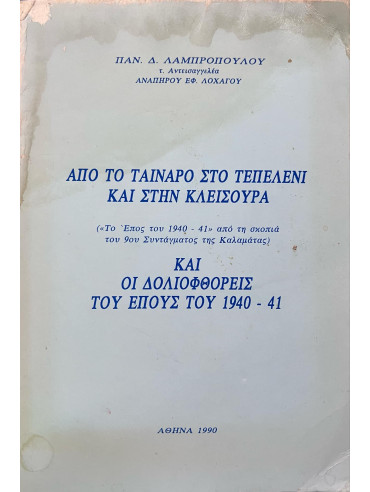 ΠΑΝ. Δ. ΛΑΜΠΡΟΠΟΥΛΟΥ
τ. Αντεισαγγελέα
ΑΝΑΠΗΡΟΥ ΕΦ. ΛΟΧΑΓΟΥ
ΑΠΟ ΤΟ ΤΑΙΝΑΡΟ ΣΤΟ ΤΕΠΕΛΕΝΙ
ΚΑΙ ΣΤΗΝ ΚΛΕΙΣΟΥΡΑ
(«Το Έπος του 1940 - 41» από τη σκοπιά
του 9ου Συντάγματος της Καλαμάτας)
ΚΑΙ
ΟΙ ΔΟΛΙΟΦΘΟΡΕΙΣ
ΤΟΥ ΕΠΟΥΣ ΤΟΥ 1940 - 41
ΑΘΗΝΑ 1990